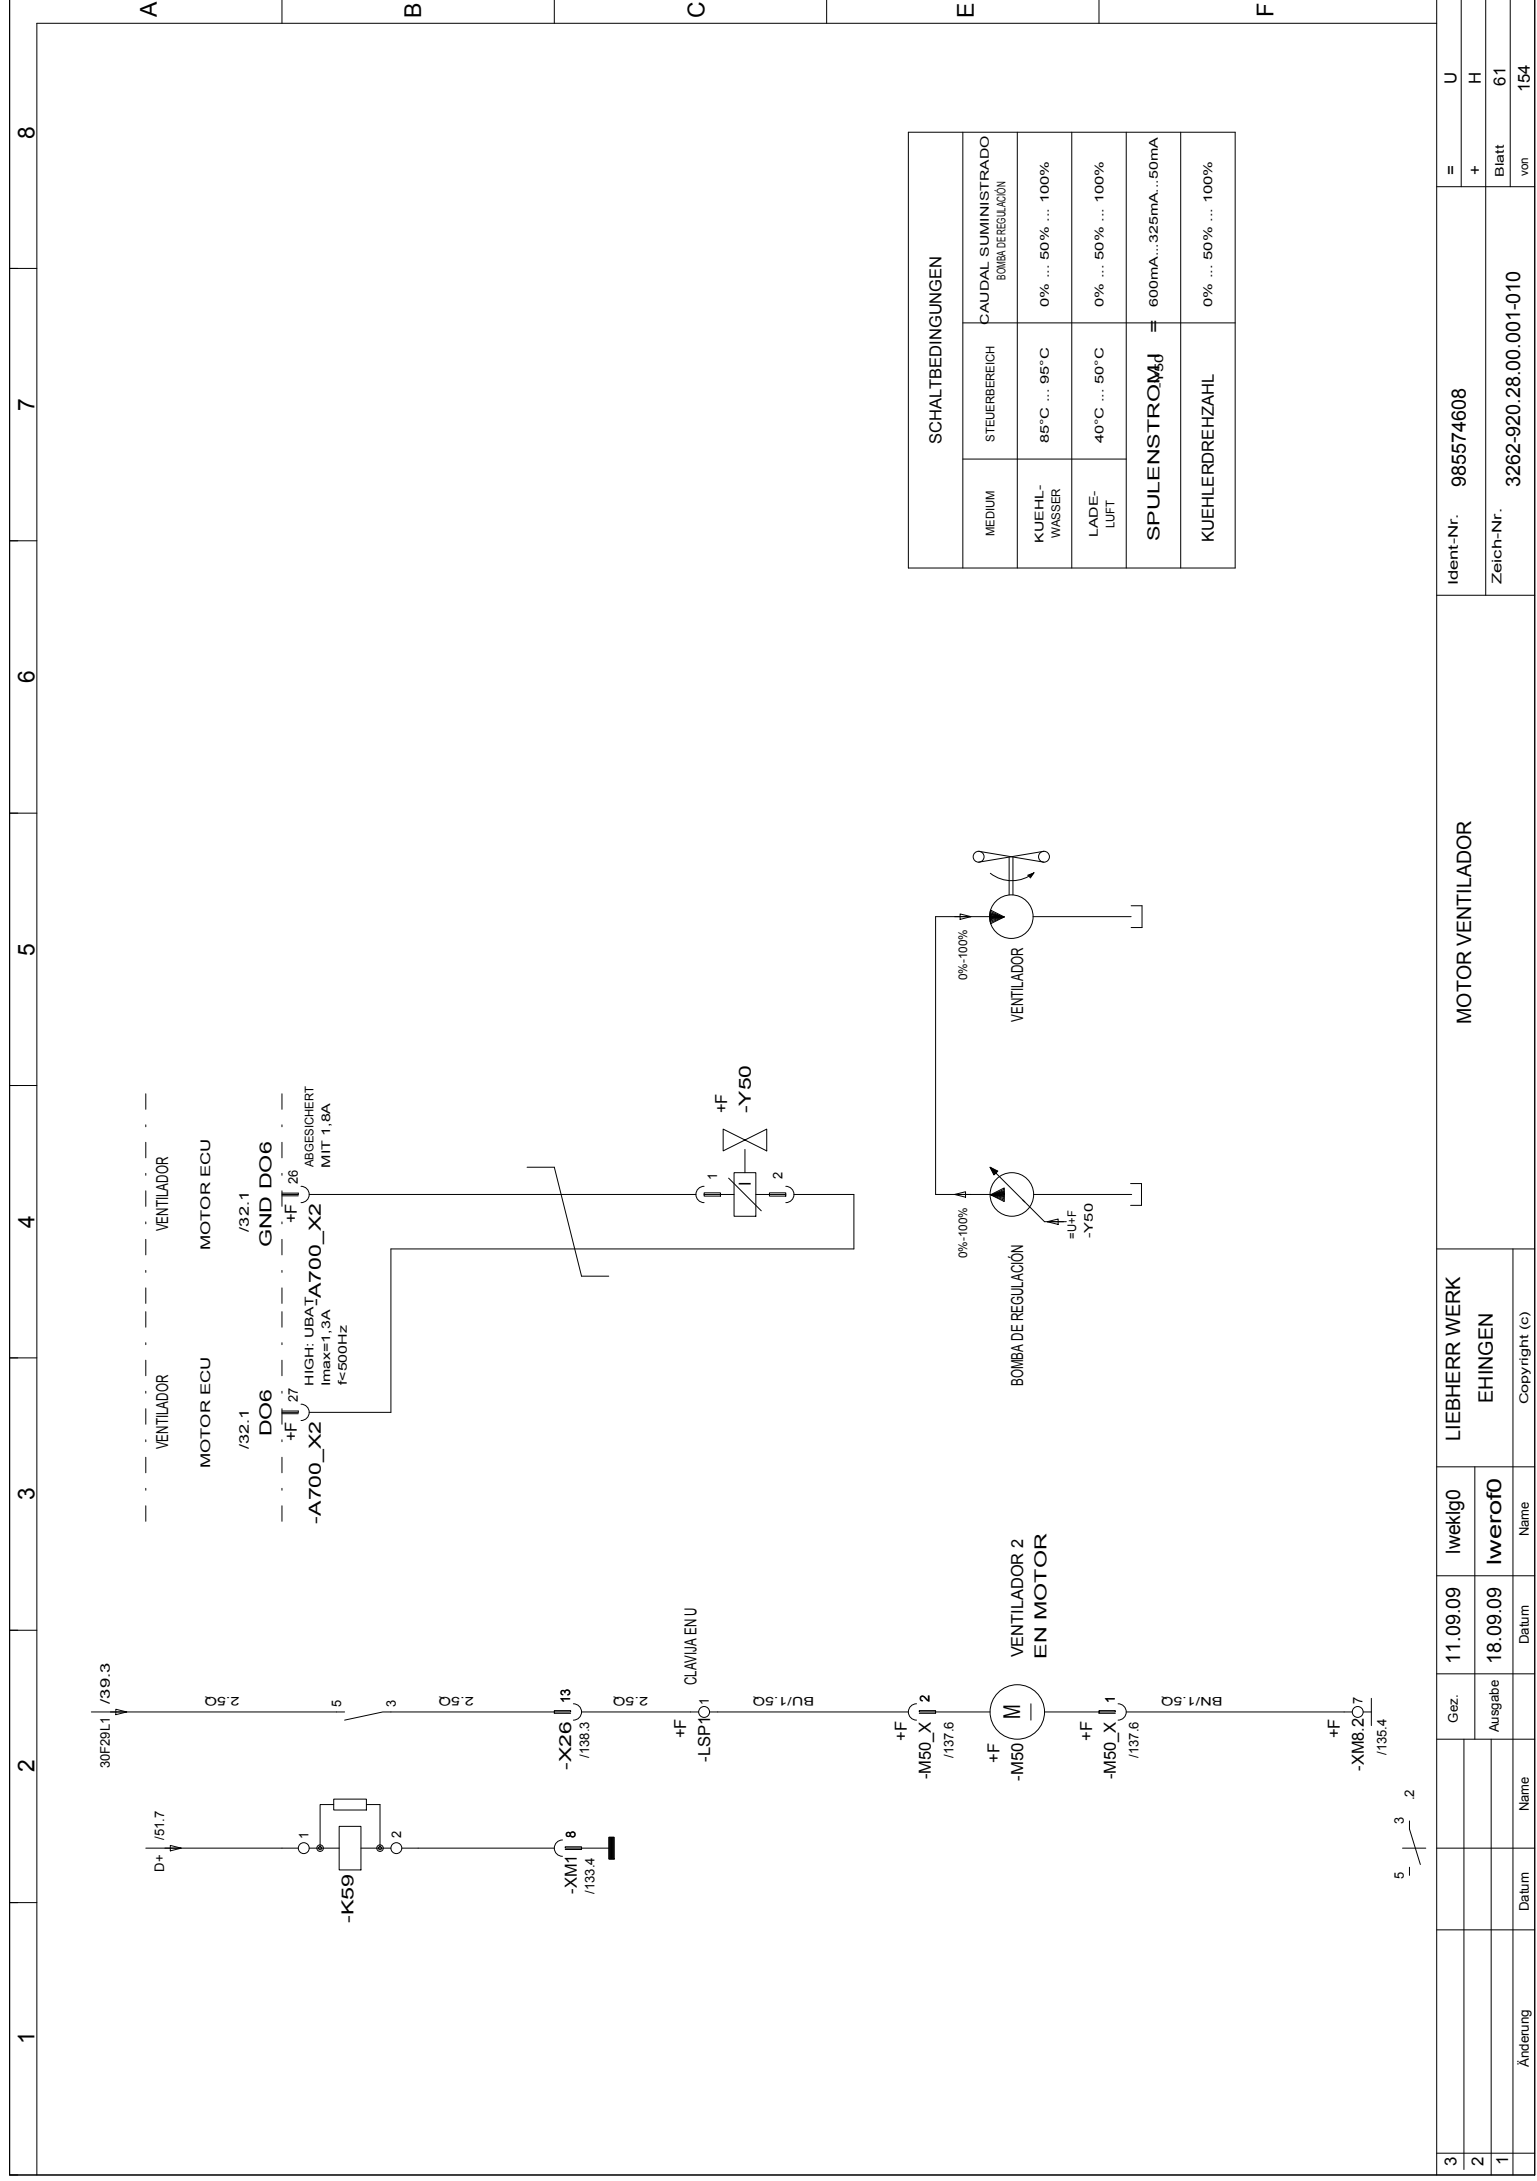 1 2 3 4 5 6 7 8
A
B
C
E
F
D+ /51.7
-K59
1
2
-XM1 8
/133.4
30F29L1 /39.3
2.5Q
5
3
2.5Q
-X26 13
/138.3
2.5Q
+F
-LSP1 1
CLAVIJA EN U
BU/1.5Q
+F
-M50_X 2
/137.6
+F
-M50
M
VENTILADOR 2
EN MOTOR
+F
-M50_X 1
/137.6
BN/1.5Q
+F
-XM8.2 7
/135.4
5 3 .2
VENTILADOR
MOTOR ECU
/32.1
DO6
+F 27
-A700_X2
HIGH: UBAT
Imax=1,3A
f<500Hz
VENTILADOR
MOTOR ECU
/32.1
GND DO6
+F 26
-A700_X2
ABGESICHERT
MIT 1,8A
1
I
2
+F
-Y50
0%-100%
BOMBA DE REGULACIÓN
=U+F
-Y50
0%-100%
VENTILADOR
SCHALTBEDINGUNGEN
MEDIUM STEUERBEREICH CAUDAL SUMINISTRADO
BOMBA DE REGULACIÓN
KUEHL-
WASSER
85°C ... 95°C 0% ... 50% ... 100%
LADE-
LUFT
40°C ... 50°C 0% ... 50% ... 100%
SPULENSTROM I -Y50 = 600mA...325mA...50mA
KUEHLERDREHZAHL 0% ... 50% ... 100%
3
2
1
Änderung Datum Name
Gez. 11.09.09 lweklg0
Ausgabe 18.09.09 lwerof0
Datum Name
LIEBHERR WERK
EHINGEN
Copyright (c)
MOTOR VENTILADOR
Ident-Nr. 985574608
Zeich-Nr. 3262-920.28.00.001-010
= U
+ H
Blatt 61
von 154